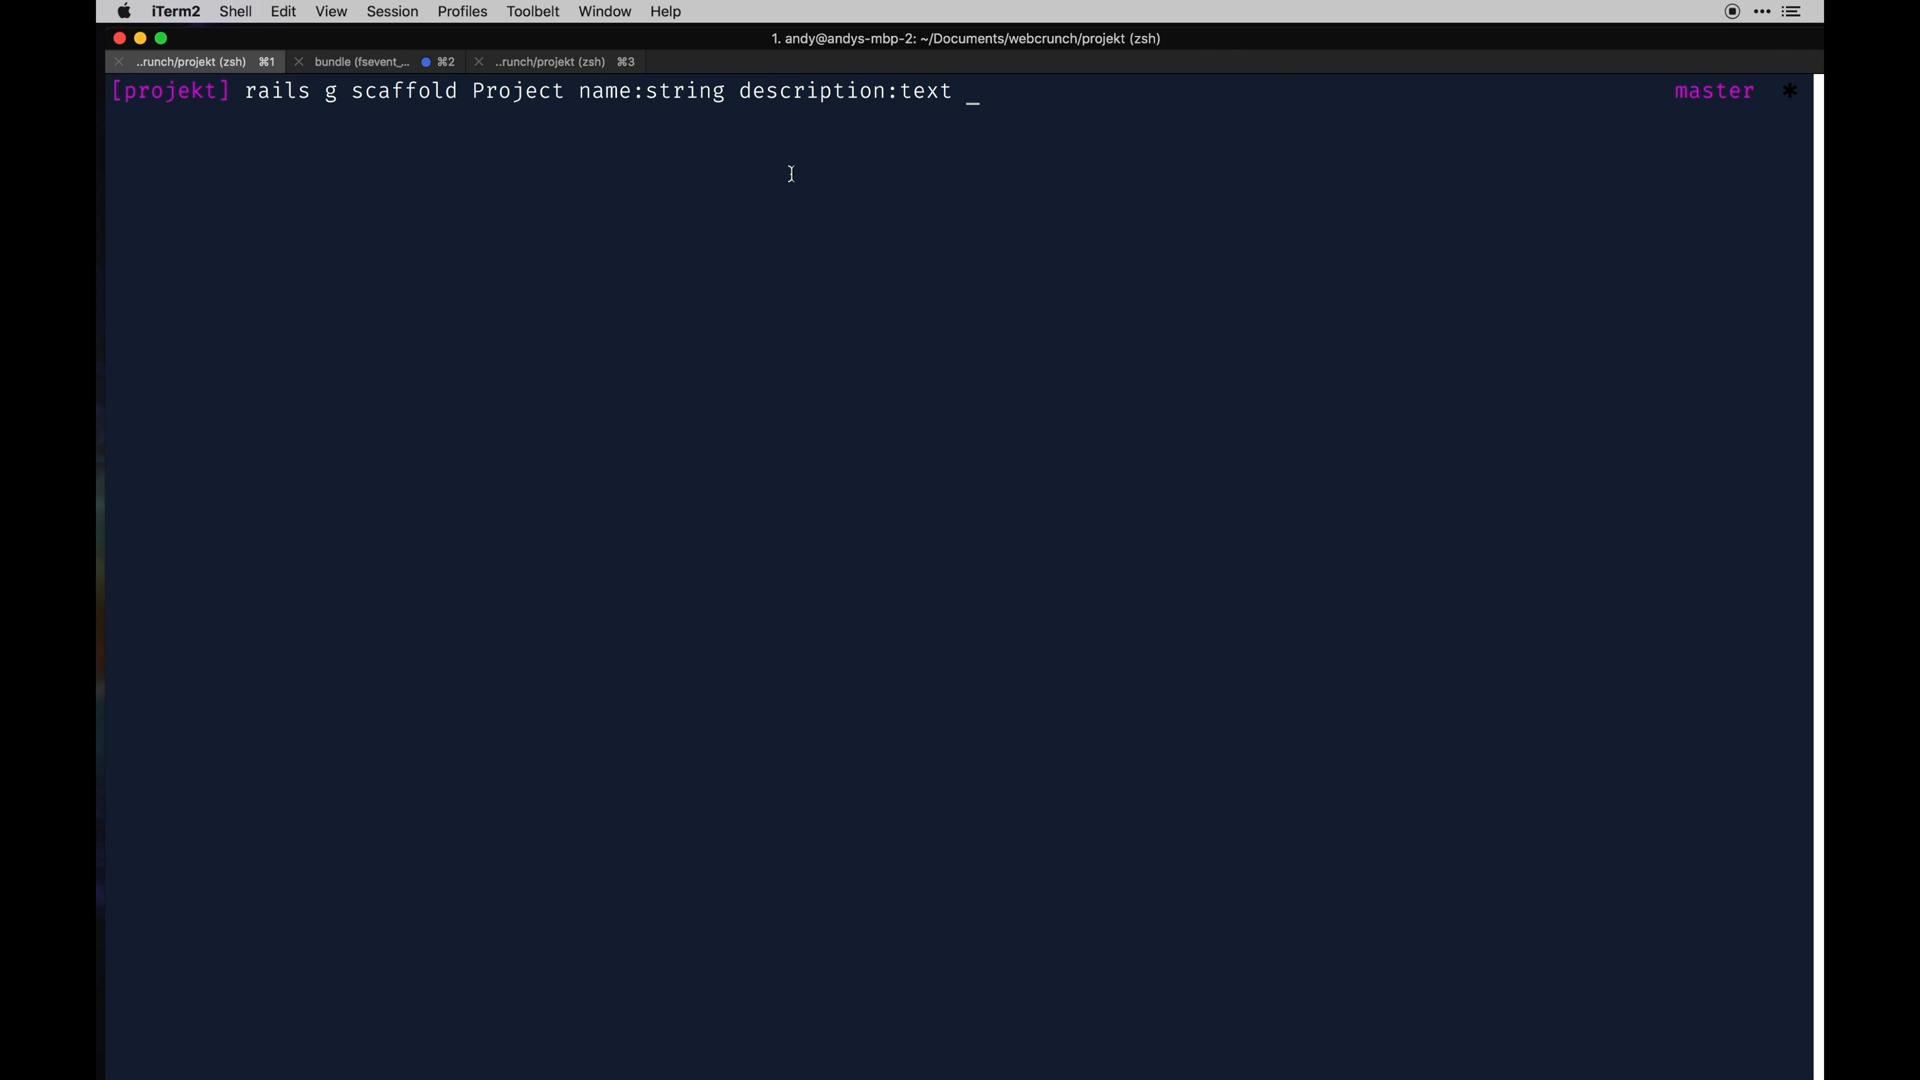 iTerm2 Shell Edit View Session Profiles Toolbelt Window Help
1. andy@andys-mbp-2: ~/Documents/webcrunch/projekt (zsh)
..runch/projekt (zsh) ⌘1 bundle (fsevent_... ⌘2 ..runch/projekt (zsh) ⌘3
[projekt] rails g scaffold Project name:string description:text _ master *